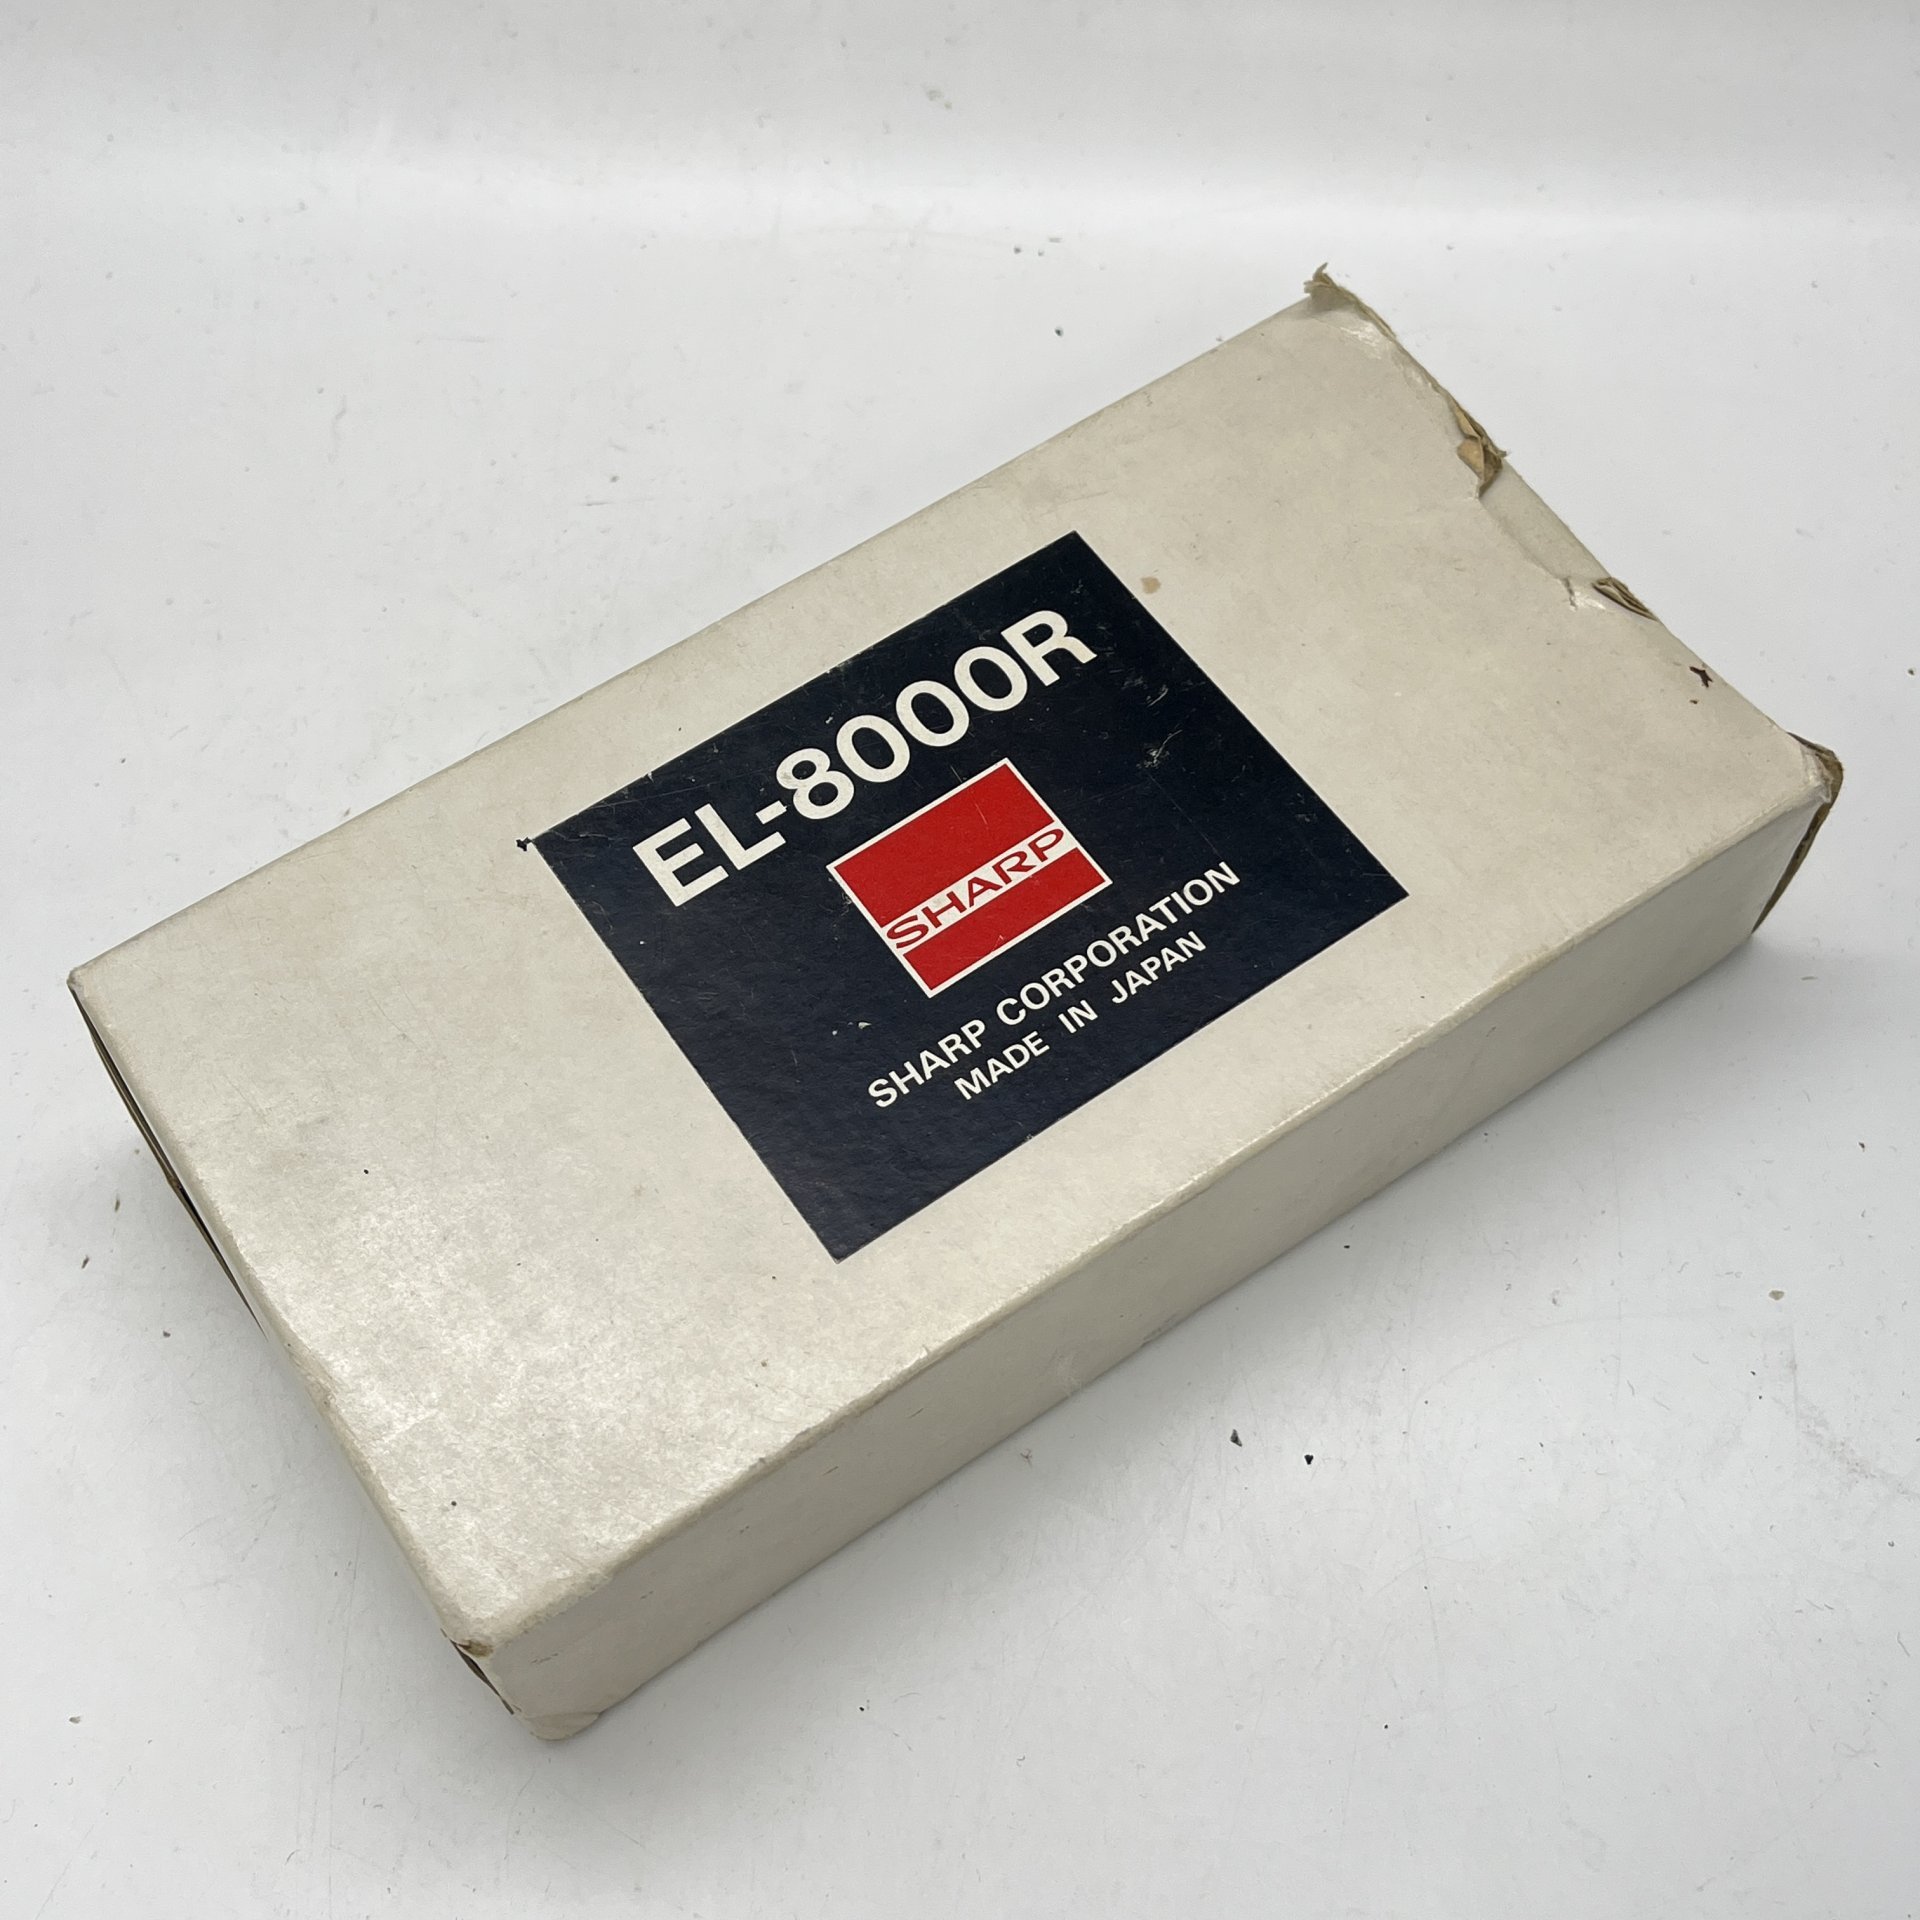 EL-8000R
SHARP
SHARP CORPORATION
MADE IN JAPAN